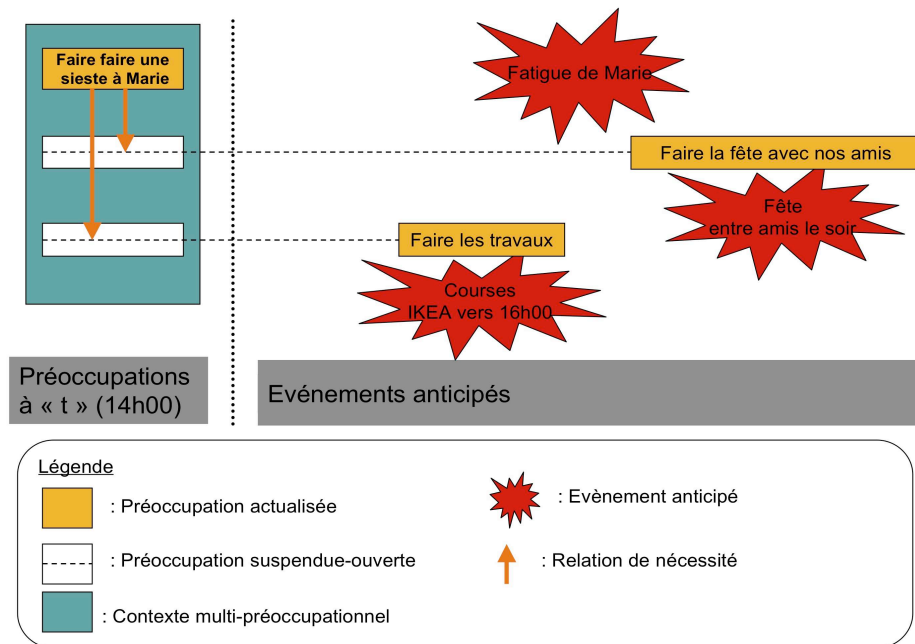 Faire faire une
sieste à Marie
Fatigue de Marie
Faire la fête avec nos amis
Fête
entre amis le soir
Faire les travaux
Courses
IKEA vers 16h00
Préoccupations
à « t » (14h00)
Evénements anticipés
Légende
: Préoccupation actualisée
: Evènement anticipé
: Préoccupation suspendue-ouverte
: Relation de nécessité
: Contexte multi-préoccupationnel